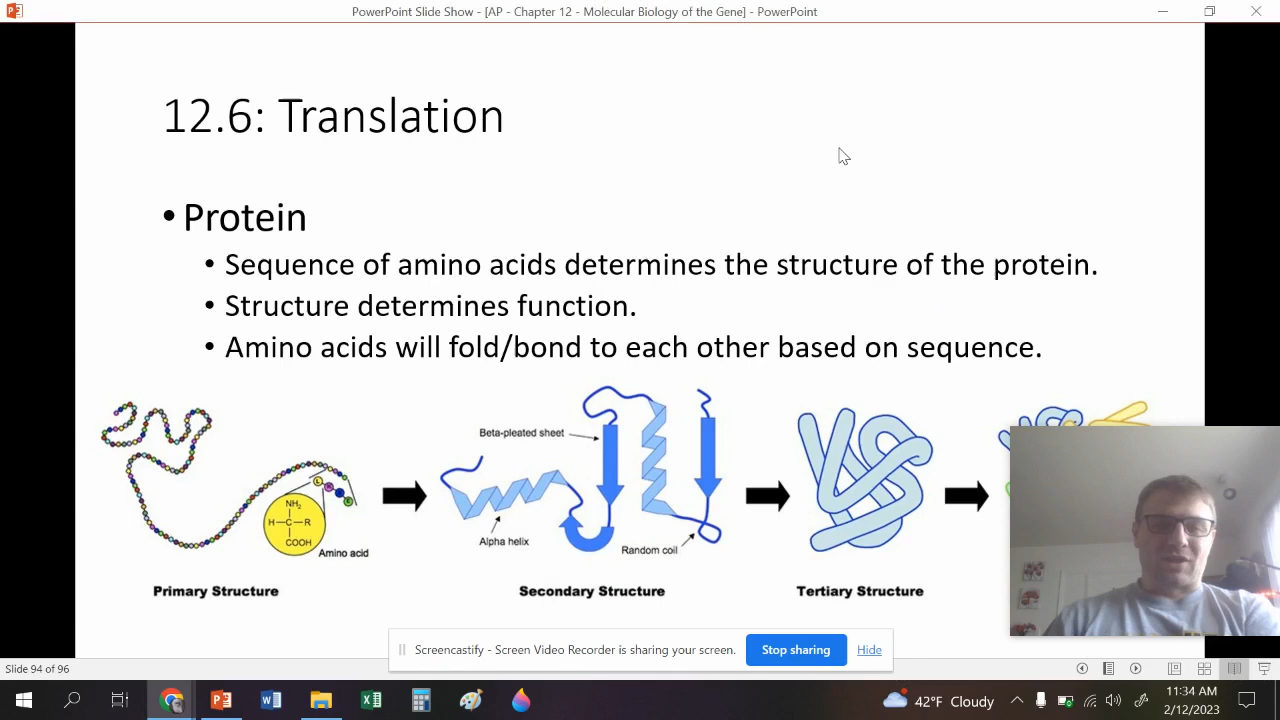 PowerPoint Slide Show - [AP - Chapter 12 - Molecular Biology of the Gene] - PowerPoint
12.6: Translation
• Protein
• Sequence of amino acids determines the structure of the protein.
• Structure determines function.
• Amino acids will fold/bond to each other based on sequence.
Beta-pleated sheet
L
NH2
H-C-R
COOH
Amino acid
Alpha helix
Random coil
Primary Structure
Secondary Structure
Tertiary Structure
Screencastify - Screen Video Recorder is sharing your screen.
Stop sharing
Hide
Slide 94 of 96
42°F Cloudy
11:34 AM
2/12/2023